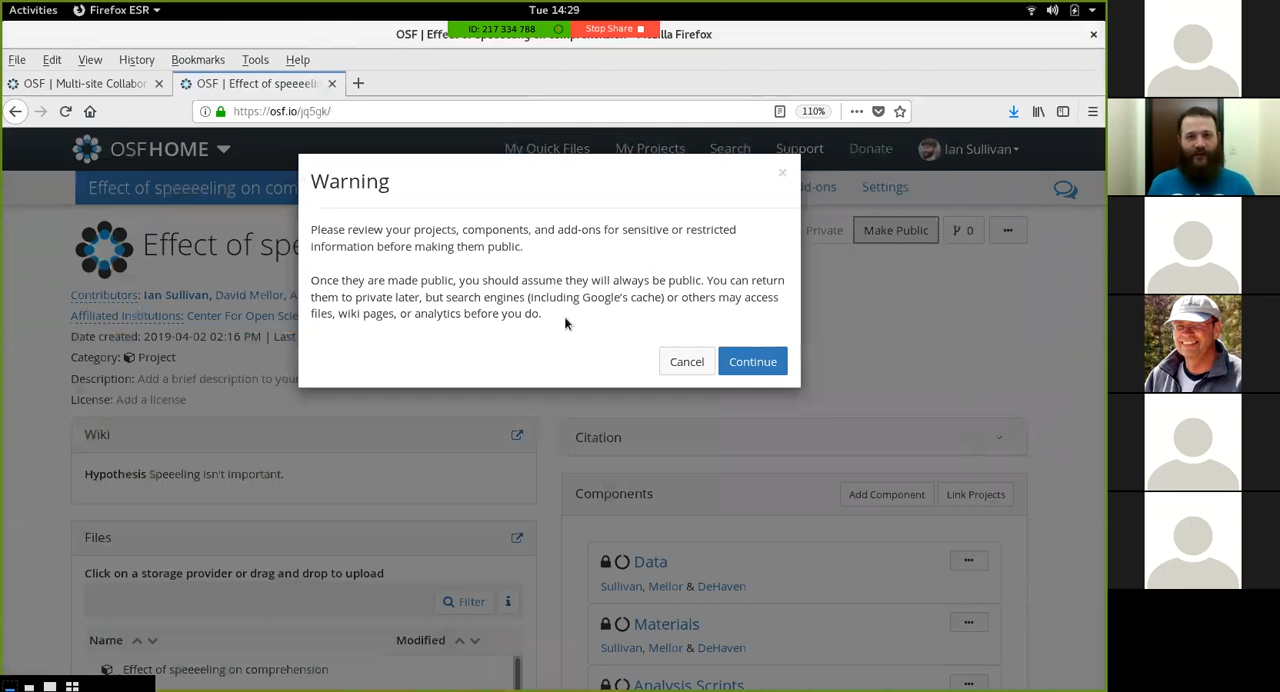 Activities Firefox ESR Tue 14:29
ID: 217 334 788 Stop Share
OSF | Effe
lla Firefox
File Edit View History Bookmarks Tools Help
OSF | Multi-site Collabor OSF | Effect of speeeelin
https://osf.io/jq5gk/ 110%
OSFHOME My Quick Files My Projects Search Support Donate Ian Sullivan
Effect of speeeeling on com d-ons Settings
Warning
Effect of spe Private Make Public 0
Please review your projects, components, and add-ons for sensitive or restricted
information before making them public.
Once they are made public, you should assume they will always be public. You can return
them to private later, but search engines (including Google's cache) or others may access
files, wiki pages, or analytics before you do.
Cancel Continue
Contributors: Ian Sullivan, David Mellor, A
Affiliated Institutions: Center For Open Scie
Date created: 2019-04-02 02:16 PM | Last
Category: Project
Description: Add a brief description to your
License: Add a license
Wiki
Hypothesis Speeeling isn't important.
Files
Click on a storage provider or drag and drop to upload
Filter
Name Modified
Effect of speeeeling on comprehension
Citation
Components Add Component Link Projects
Data
Sullivan, Mellor & DeHaven
Materials
Sullivan, Mellor & DeHaven
Analysis Scripts